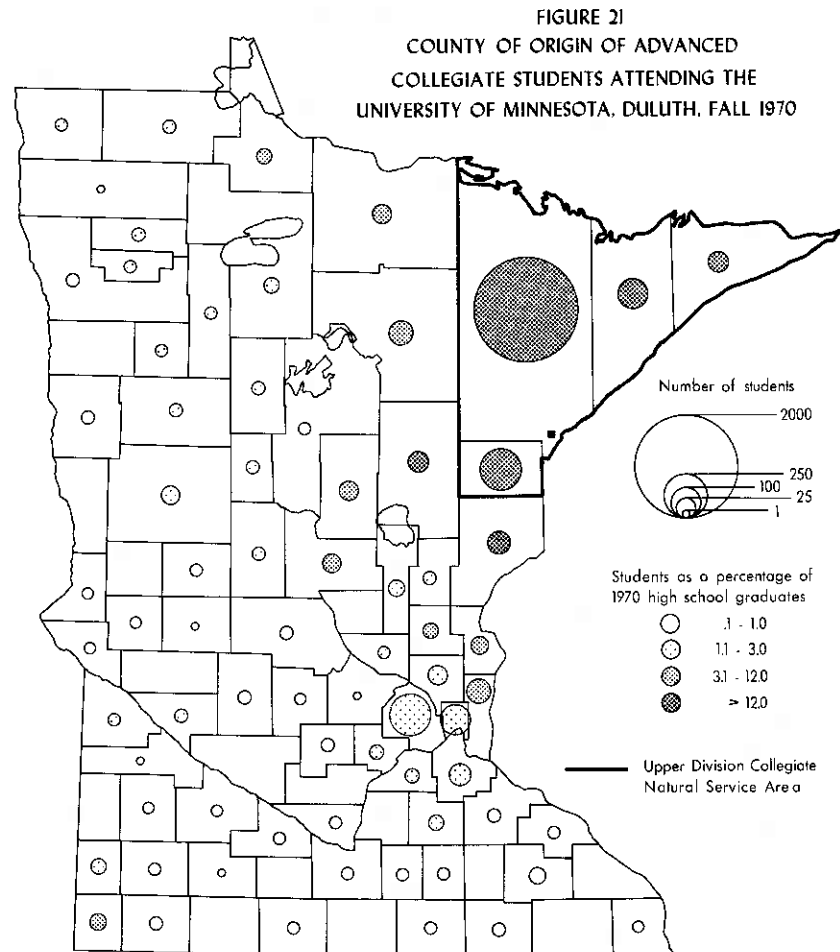 FIGURE 21
COUNTY OF ORIGIN OF ADVANCED
COLLEGIATE STUDENTS ATTENDING THE
UNIVERSITY OF MINNESOTA, DULUTH, FALL 1970
Number of students
2000
250
100
25
1
Students as a percentage of
1970 high school graduates
.1 - 1.0
1.1 - 3.0
3.1 - 12.0
> 12.0
Upper Division Collegiate
Natural Service Area